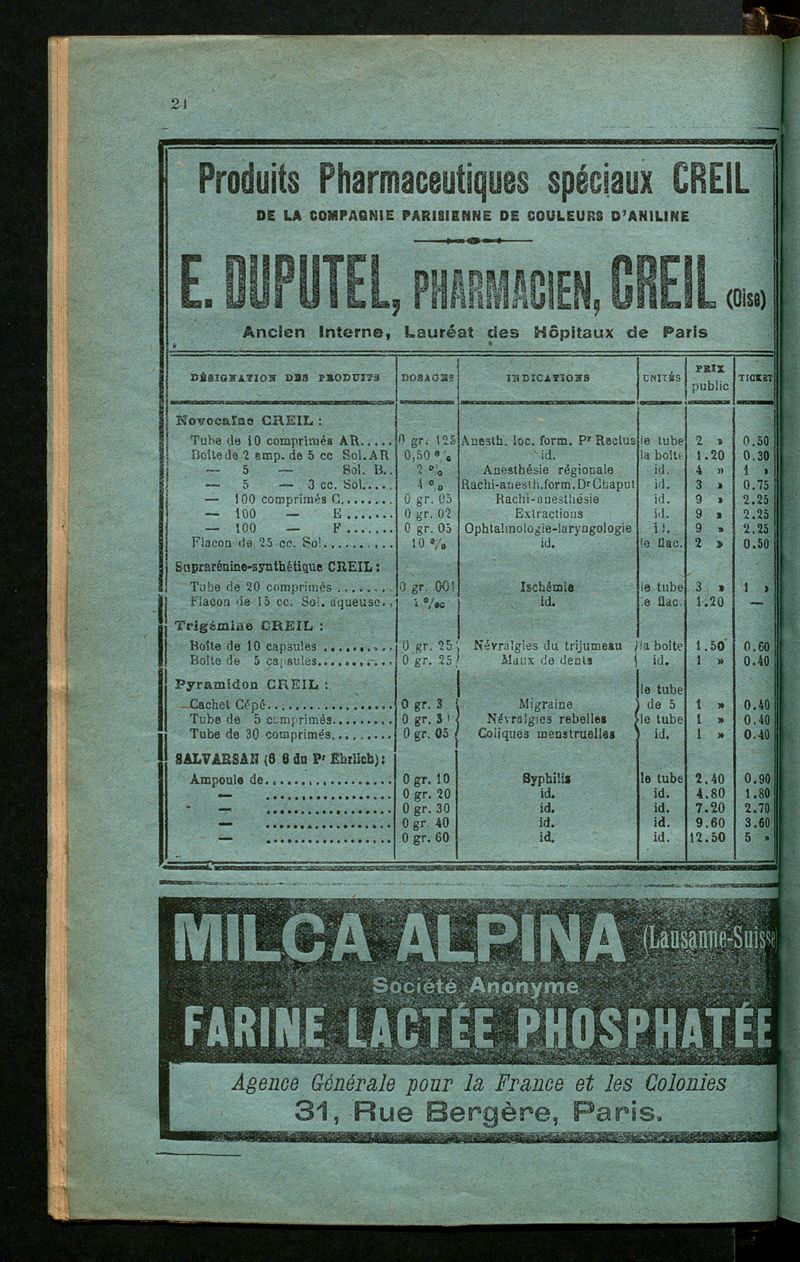 Produits Pharmaceutiques spéciaux CREIL
DE LA COMPAGNIE PARISIENNE DE COULEURS D'ANILINE
E. DUPUTEL, PHARMACIEN, CREIL (Oise)
Ancien Interne, Lauréat des Hôpitaux de Paris
DÉSIGNATION DES PRODUITS DOSAGES INDICATIONS UNITÉS PRIX public TICKET
Novocaïne CREIL :
Tube de 10 comprimés AR..... 0 gr. 125 Anesth. loc. form. Pr Reclus le tube 2 » 0.50
Boîte de 2 amp. de 5 cc Sol. AR 0,50 % id. la boîte 1.20 0.30
— 5 — Sol. B.. 2 % Anesthésie régionale id. 4 » 1 »
— 5 — 3 cc. Sol..... 4 % Rachi-anesth. form. Dr Chaput id. 3 » 0.75
— 100 comprimés C........ 0 gr. 05 Rachi-anesthésie id. 9 » 2.25
— 100 — E....... 0 gr. 02 Extractions id. 9 » 2.25
— 100 — F....... 0 gr. 05 Ophtalmologie-laryngologie id. 9 » 2.25
Flacon de 25 cc. Sol.......... 10 % id. le flac. 2 » 0.50
Suprarénine-synthétique CREIL :
Tube de 20 comprimés ........ 0 gr. 001 Ischémie le tube 3 » 1 »
Flacon de 15 cc. Sol. aqueuse.. 1 °/oo id. le flac. 1.20 —
Trigémine CREIL :
Boîte de 10 capsules .......... 0 gr. 25 Névralgies du trijumeau la boîte 1.50 0.60
Boîte de 5 capsules........... 0 gr. 25 Maux de dents id. 1 » 0.40
Pyramidon CREIL :
Cachet Cépé.................. 0 gr. 3 Migraine le tube de 5 1 » 0.40
Tube de 5 comprimés......... 0 gr. 3 Névralgies rebelles le tube 1 » 0.40
Tube de 30 comprimés......... 0 gr. 05 Coliques menstruelles id. 1 » 0.40
SALVARSAN (6 6 du Pr Ehrlich) :
Ampoule de.................. 0 gr. 10 Syphilis le tube 2.40 0.90
— .................. 0 gr. 20 id. id. 4.80 1.80
— .................. 0 gr. 30 id. id. 7.20 2.70
— .................. 0 gr. 40 id. id. 9.60 3.60
— .................. 0 gr. 60 id. id. 12.50 5 »
MILCA ALPINA (Lausanne-Suisse
Société Anonyme
FARINE LACTÉE PHOSPHATÉE
Agence Générale pour la France et les Colonies
31, Rue Bergère, Paris.